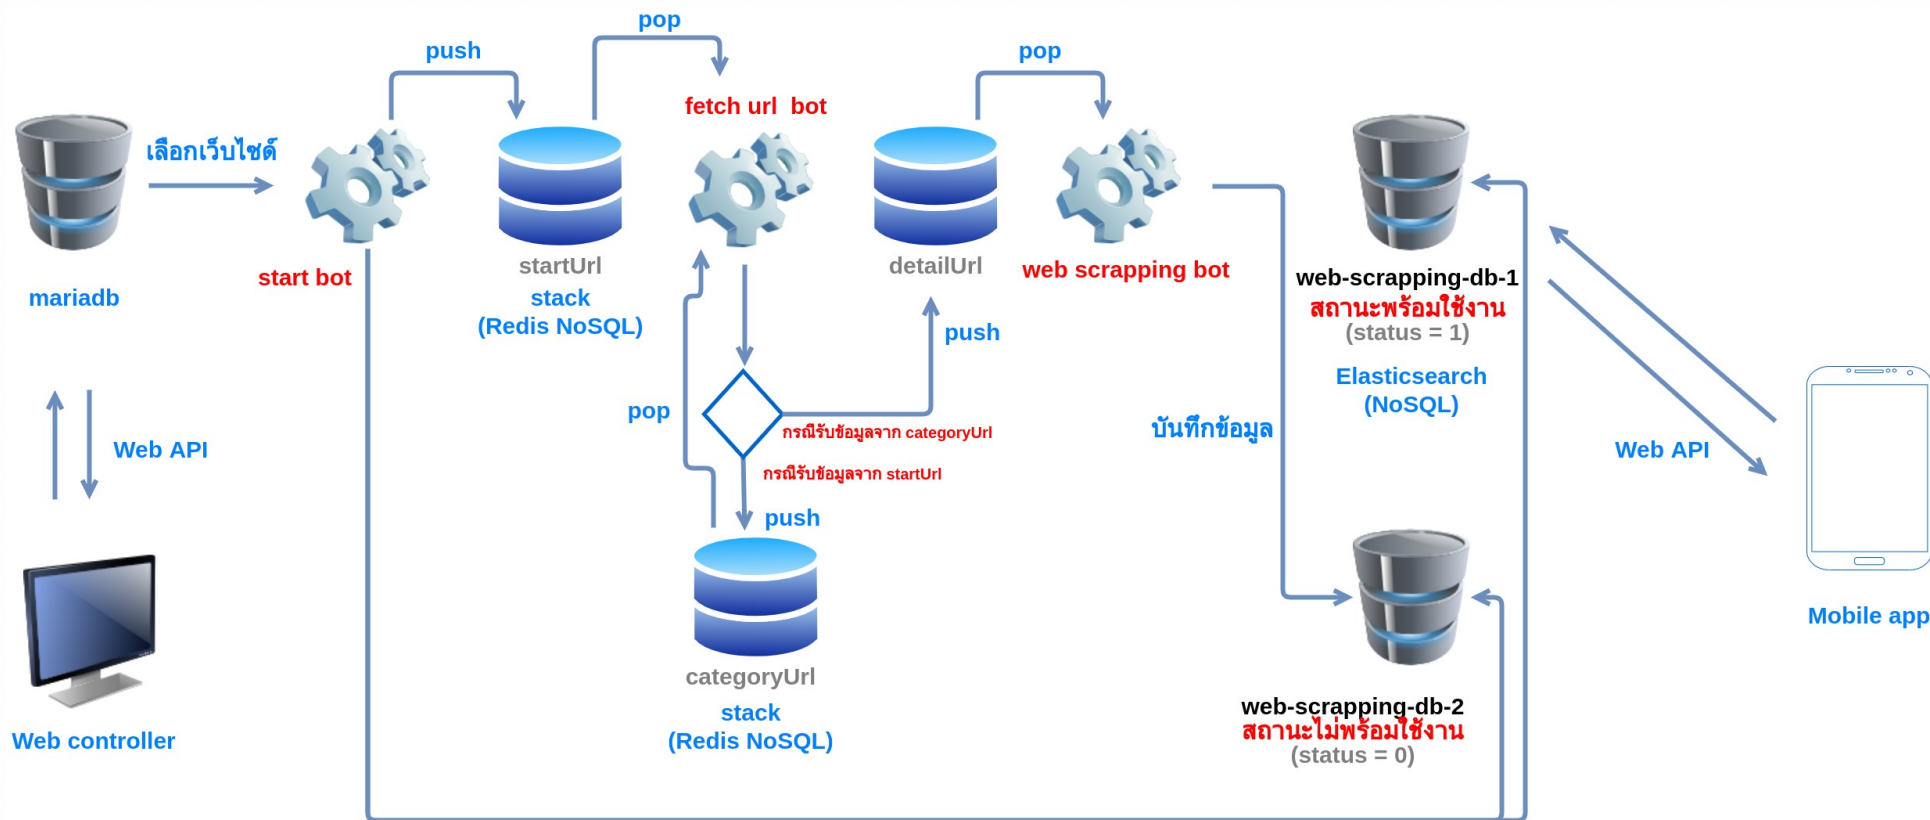 pop
push
pop
fetch url bot
เลือกเว็บไซต์
startUrl
detailUrl
start bot
web scrapping bot
web-scrapping-db-1
mariadb
stack
(Redis NoSQL)
สถานะพร้อมใช้งาน
(status = 1)
push
Elasticsearch
(NoSQL)
pop
กรณีรับข้อมูลจาก categoryUrl
บันทึกข้อมูล
Web API
Web API
กรณีรับข้อมูลจาก startUrl
push
Mobile app
categoryUrl
stack
(Redis NoSQL)
web-scrapping-db-2
สถานะไม่พร้อมใช้งาน
(status = 0)
Web controller